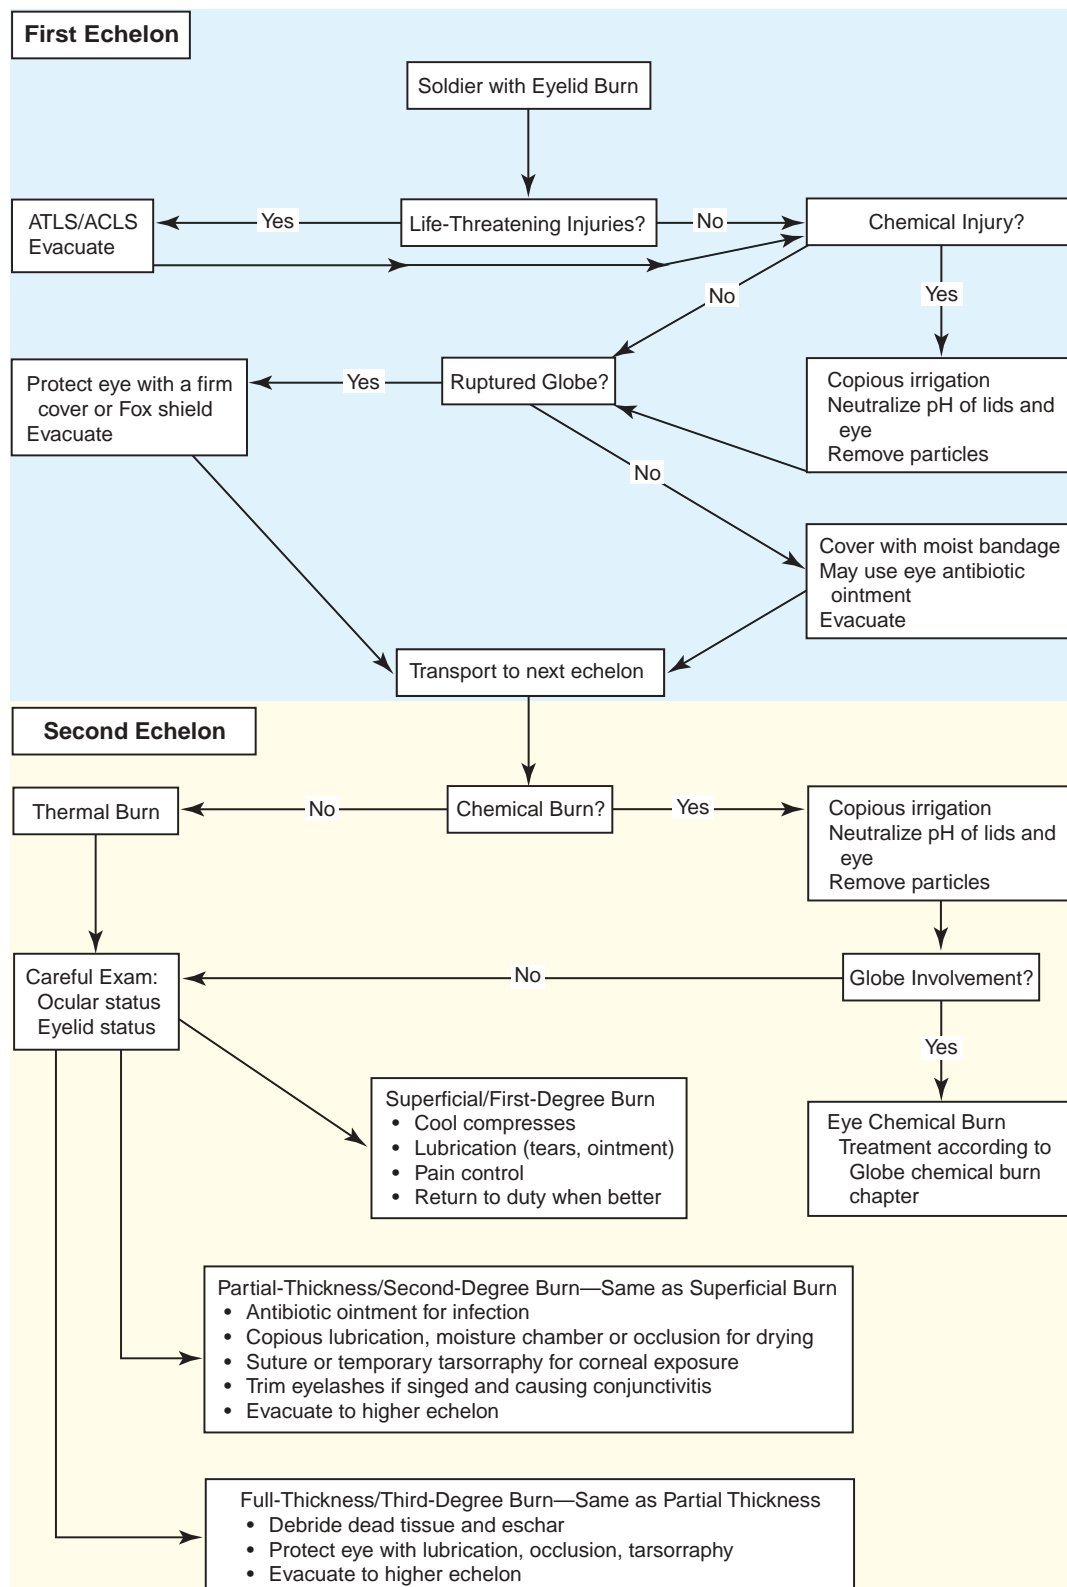 First Echelon
Soldier with Eyelid Burn
ATLS/ACLS
Evacuate
Yes
Life-Threatening Injuries?
No
Chemical Injury?
No
Yes
Protect eye with a firm
cover or Fox shield
Evacuate
Yes
Ruptured Globe?
Copious irrigation
Neutralize pH of lids and
eye
Remove particles
No
Cover with moist bandage
May use eye antibiotic
ointment
Evacuate
Transport to next echelon
Second Echelon
Thermal Burn
No
Chemical Burn?
Yes
Copious irrigation
Neutralize pH of lids and
eye
Remove particles
Careful Exam:
Ocular status
Eyelid status
No
Globe Involvement?
Yes
Superficial/First-Degree Burn
• Cool compresses
• Lubrication (tears, ointment)
• Pain control
• Return to duty when better
Eye Chemical Burn
Treatment according to
Globe chemical burn
chapter
Partial-Thickness/Second-Degree Burn—Same as Superficial Burn
• Antibiotic ointment for infection
• Copious lubrication, moisture chamber or occlusion for drying
• Suture or temporary tarsorraphy for corneal exposure
• Trim eyelashes if singed and causing conjunctivitis
• Evacuate to higher echelon
Full-Thickness/Third-Degree Burn—Same as Partial Thickness
• Debride dead tissue and eschar
• Protect eye with lubrication, occlusion, tarsorraphy
• Evacuate to higher echelon